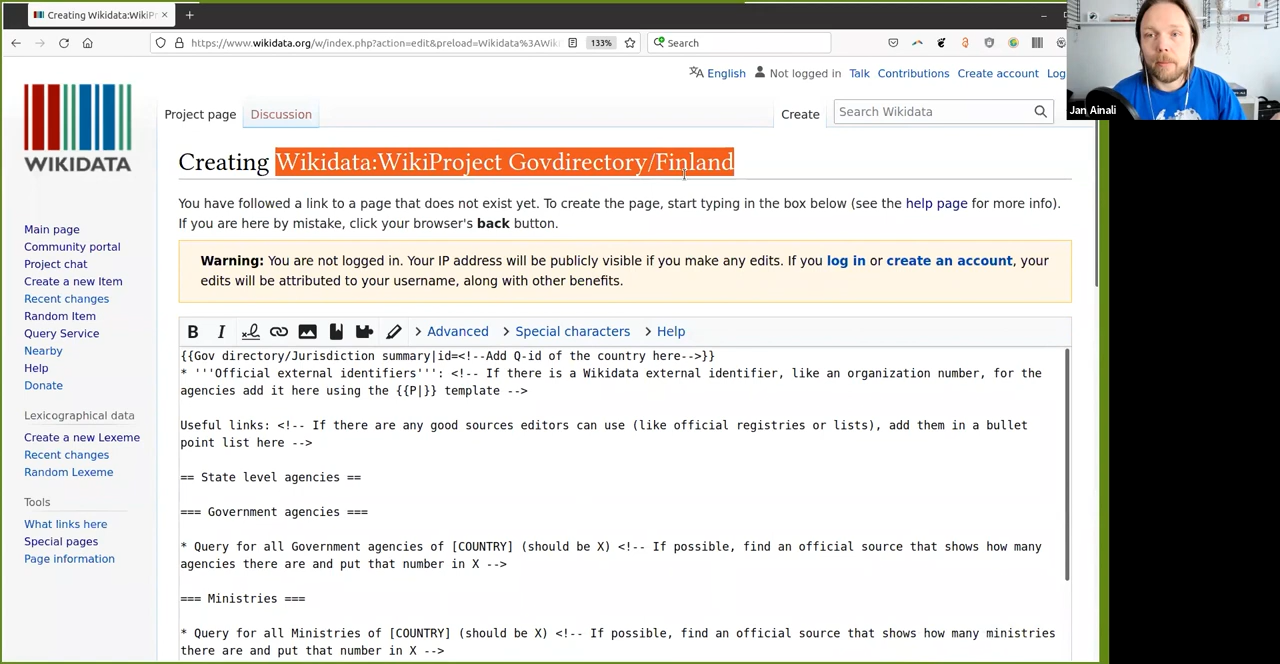 Creating Wikidata:WikiPr
https://www.wikidata.org/w/index.php?action=edit&preload=Wikidata%3AWik
133%
Search
English
Not logged in
Talk
Contributions
Create account
Log
Jan Ainali
WIKIDATA
Project page
Discussion
Create
Search Wikidata
Creating Wikidata:WikiProject Govdirectory/Finland
You have followed a link to a page that does not exist yet. To create the page, start typing in the box below (see the help page for more info).
If you are here by mistake, click your browser's back button.
Warning: You are not logged in. Your IP address will be publicly visible if you make any edits. If you log in or create an account, your
edits will be attributed to your username, along with other benefits.
Main page
Community portal
Project chat
Create a new Item
Recent changes
Random Item
Query Service
Nearby
Help
Donate
Lexicographical data
Create a new Lexeme
Recent changes
Random Lexeme
Tools
What links here
Special pages
Page information
B I Advanced Special characters Help
{{Gov directory/Jurisdiction summary|id=<!--Add Q-id of the country here-->}}
* '''Official external identifiers''': <!-- If there is a Wikidata external identifier, like an organization number, for the
agencies add it here using the {{P|}} template -->
Useful links: <!-- If there are any good sources editors can use (like official registries or lists), add them in a bullet
point list here -->
== State level agencies ==
=== Government agencies ===
* Query for all Government agencies of [COUNTRY] (should be X) <!-- If possible, find an official source that shows how many
agencies there are and put that number in X -->
=== Ministries ===
* Query for all Ministries of [COUNTRY] (should be X) <!-- If possible, find an official source that shows how many ministries
there are and put that number in X -->